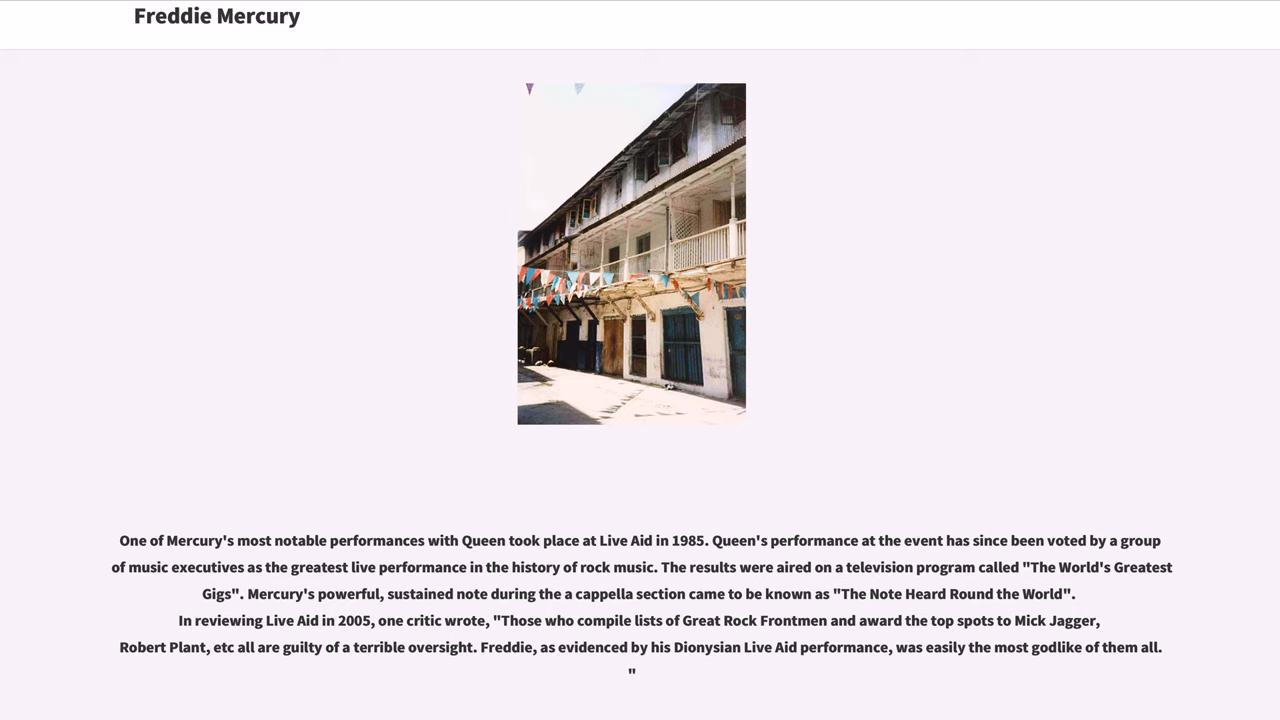 Freddie Mercury
One of Mercury's most notable performances with Queen took place at Live Aid in 1985. Queen's performance at the event has since been voted by a group
of music executives as the greatest live performance in the history of rock music. The results were aired on a television program called "The World's Greatest
Gigs". Mercury's powerful, sustained note during the a cappella section came to be known as "The Note Heard Round the World".
In reviewing Live Aid in 2005, one critic wrote, "Those who compile lists of Great Rock Frontmen and award the top spots to Mick Jagger,
Robert Plant, etc all are guilty of a terrible oversight. Freddie, as evidenced by his Dionysian Live Aid performance, was easily the most godlike of them all.
"